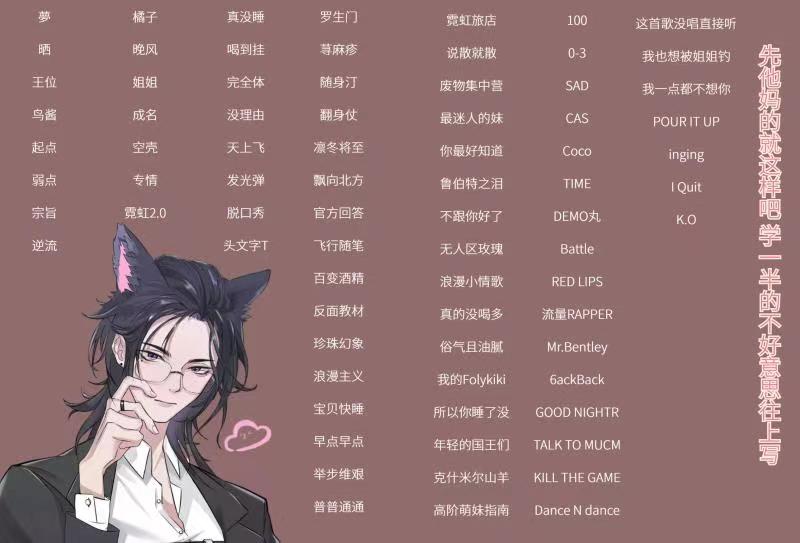 夢
晒
王位
鸟酱
起点
弱点
宗旨
逆流
橘子
晚风
姐姐
成名
空壳
专情
霓虹2.0
真没睡
喝到挂
完全体
没理由
天上飞
发光弹
脱口秀
头文字T
罗生门
荨麻疹
随身汀
翻身仗
凛冬将至
飘向北方
官方回答
飞行随笔
百变酒精
反面教材
珍珠幻象
浪漫主义
宝贝快睡
早点早点
举步维艰
普普通通
霓虹旅店
说散就散
废物集中营
最迷人的妹
你最好知道
鲁伯特之泪
不跟你好了
无人区玫瑰
浪漫小情歌
真的没喝多
俗气且油腻
我的Folykiki
所以你睡了没
年轻的国王们
克什米尔山羊
高阶萌妹指南
100
0-3
SAD
CAS
Coco
TIME
DEMO丸
Battle
RED LIPS
流量RAPPER
Mr.Bentley
6ackBack
GOOD NIGHTR
TALK TO MUCM
KILL THE GAME
Dance N dance
这首歌没唱直接听
我也想被姐姐钓
我一点都不想你
POUR IT UP
inging
I Quit
K.O
先他妈的就这样吧 学一半的不好意思往上写